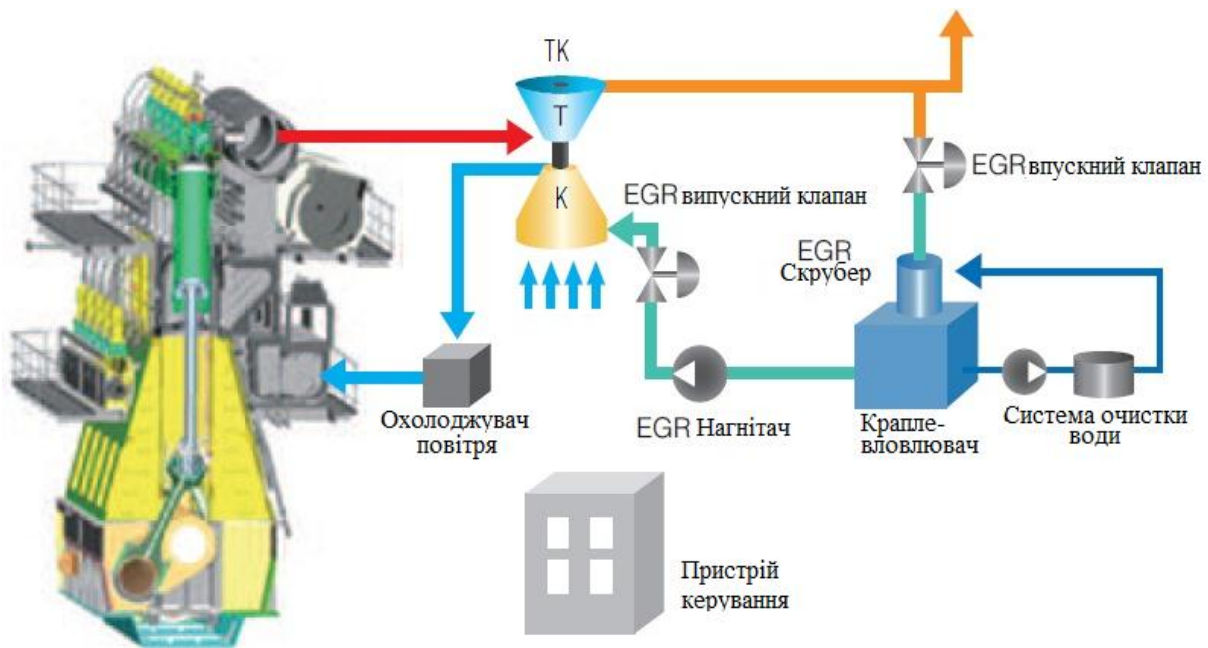 ТК
Т
К
EGR випускний клапан
EGR впускний клапан
EGR
Скрубер
Охолоджувач
повітря
EGR Нагнітач
Крапле-
вловлювач
Система очистки
води
Пристрій
керування